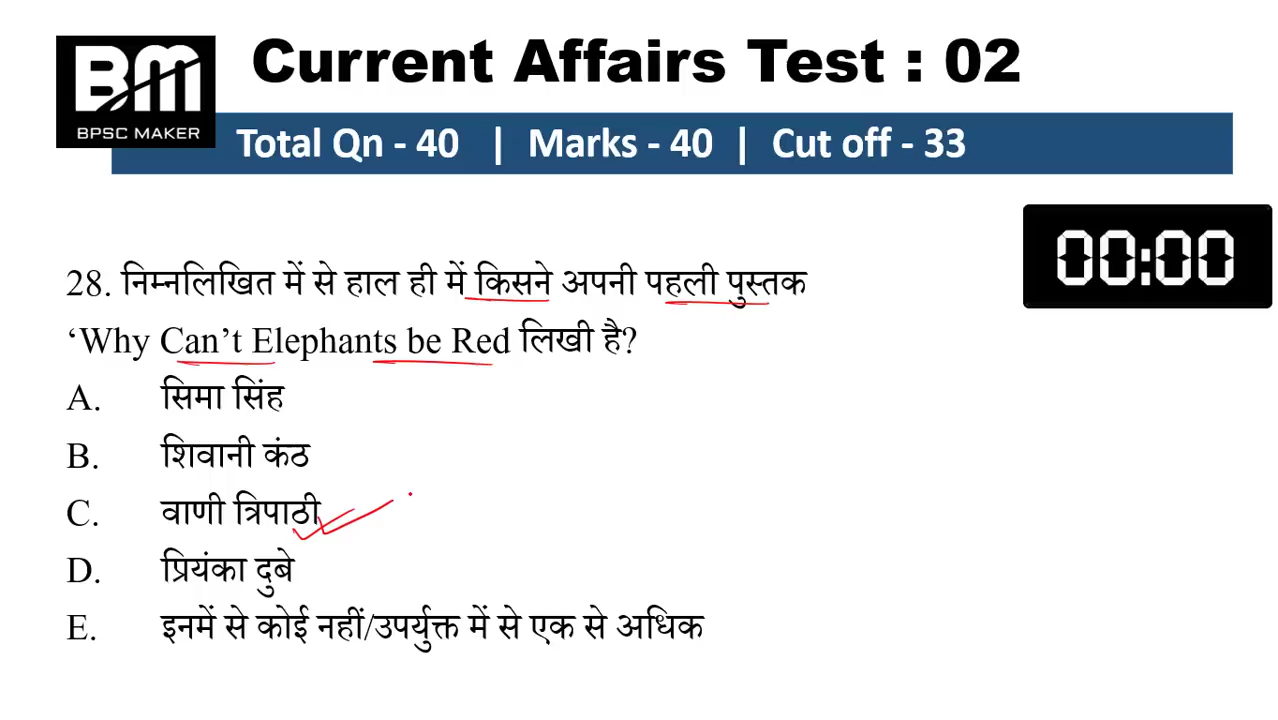 BM
BPSC MAKER
Current Affairs Test : 02
Total Qn - 40 | Marks - 40 | Cut off - 33
00:00
28. निम्नलिखित में से हाल ही में किसने अपनी पहली पुस्तक
‘Why Can’t Elephants be Red लिखी है?
A. सिमा सिंह
B. शिवानी कंठ
C. वाणी त्रिपाठी
D. प्रियंका दुबे
E. इनमें से कोई नहीं/उपर्युक्त में से एक से अधिक